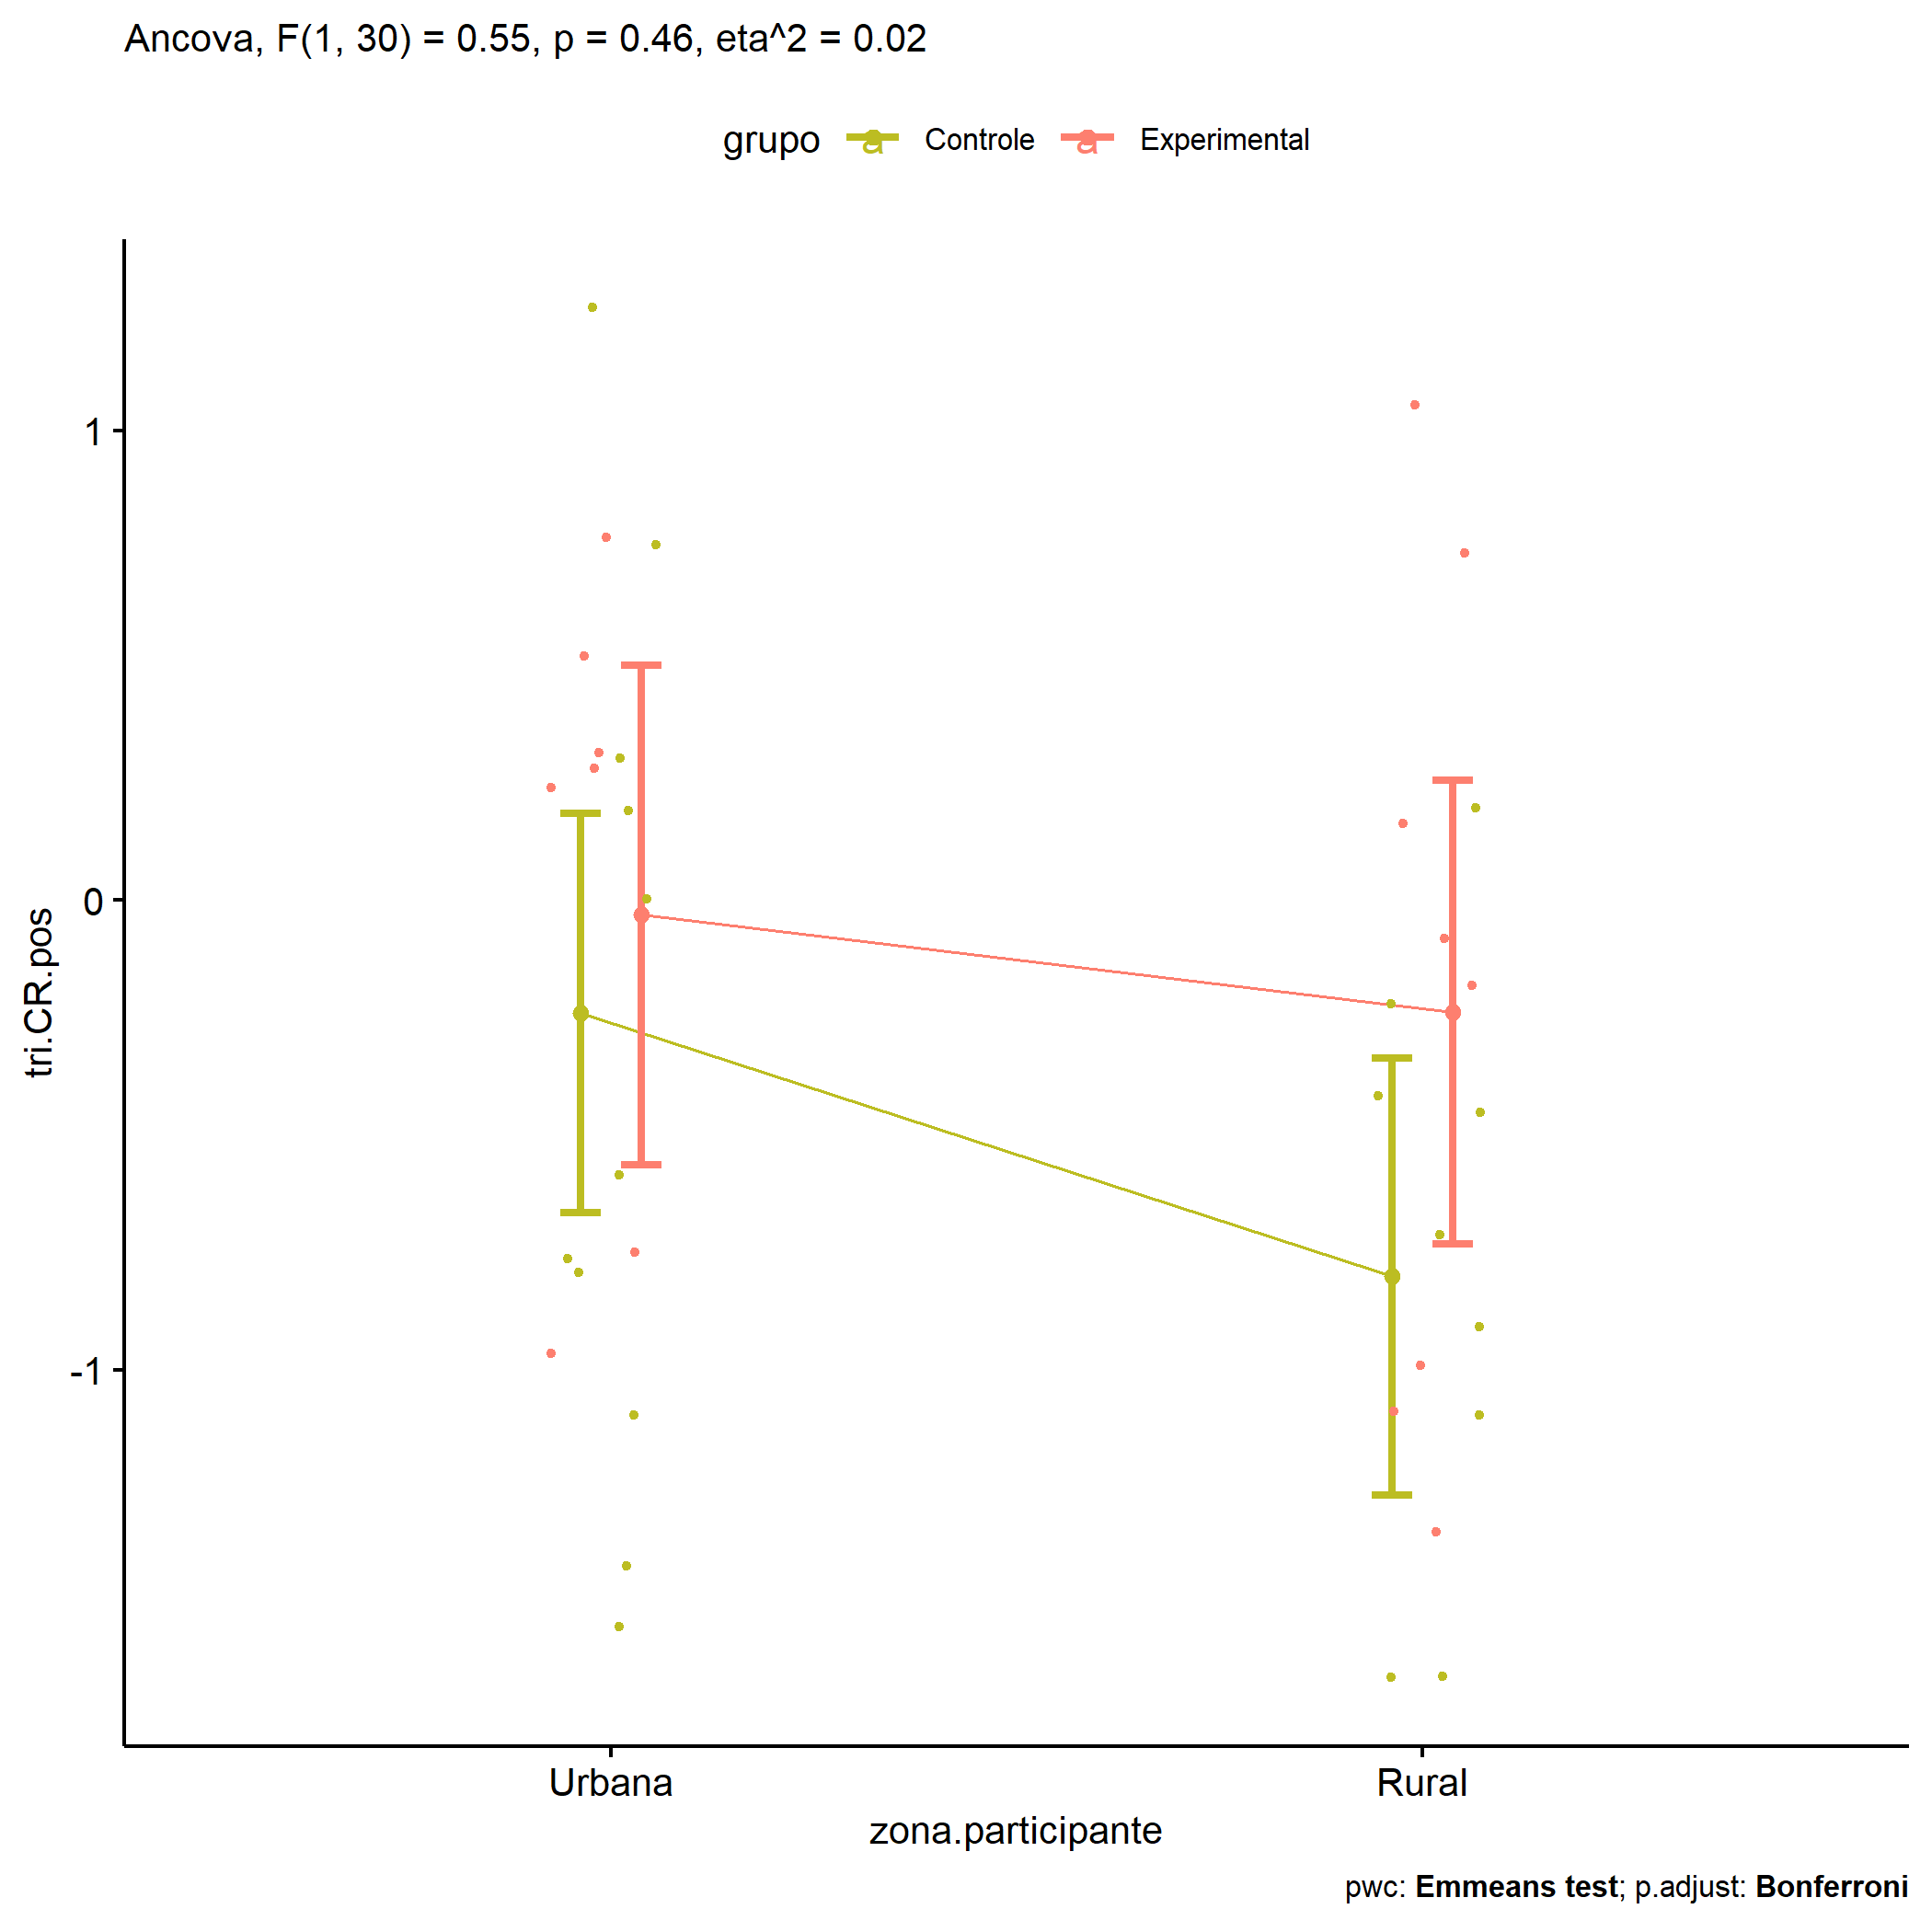 Ancova, F(1, 30) = 0.55, p = 0.46, eta^2 = 0.02
grupo a Controle a Experimental
1
0
-1
tri.CR.pos
Urbana Rural
zona.participante
pwc: Emmeans test; p.adjust: Bonferroni